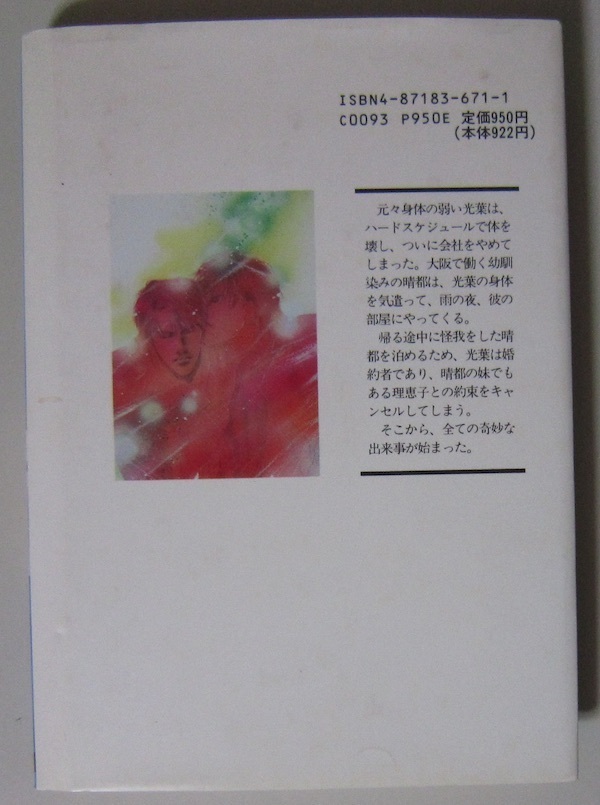 ISBN4-87183-671-1
C0093 P950E 定価950円
(本体922円)
元々身体の弱い光葉は、
ハードスケジュールで体を
壊し、ついに会社をやめて
しまった。大阪で働く幼馴
染みの晴都は、光葉の身体
を気遣って、雨の夜、彼の
部屋にやってくる。
帰る途中に怪我をした晴
都を泊めるため、光葉は婚
約者であり、晴都の妹でも
ある理恵子との約束をキャ
ンセルしてしまう。
そこから、全ての奇妙な
出来事が始まった。